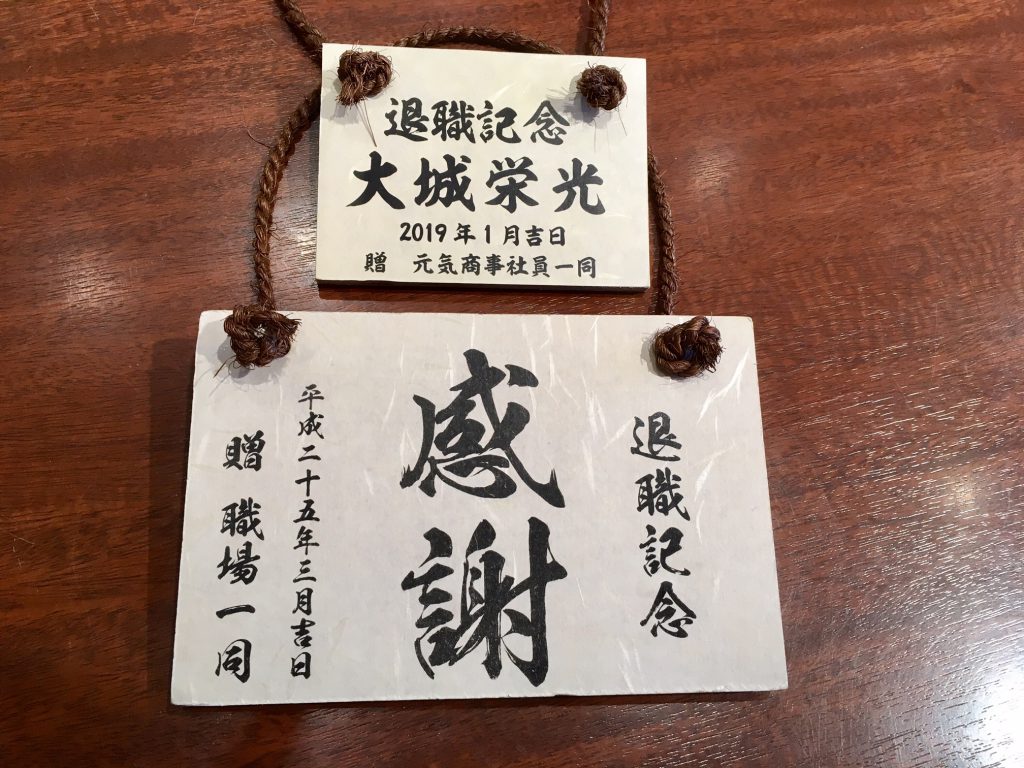 退職記念
大城栄光
2019年1月吉日
贈 元気商事社員一同
退職記念
感謝
平成二十五年三月吉日
贈 職場一同